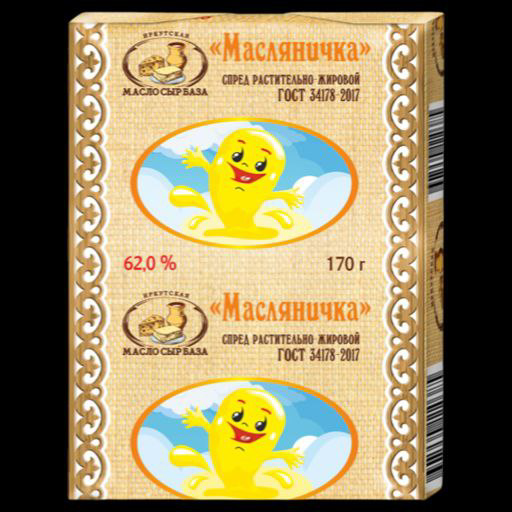 ИРКУТСКАЯ
МАСЛОСЫРБАЗА
«Масляничка»
СПРЕД РАСТИТЕЛЬНО-ЖИРОВОЙ
ГОСТ 34178-2017
62,0 %
170 г
ИРКУТСКАЯ
МАСЛОСЫРБАЗА
«Масляничка»
СПРЕД РАСТИТЕЛЬНО-ЖИРОВОЙ
ГОСТ 34178-2017